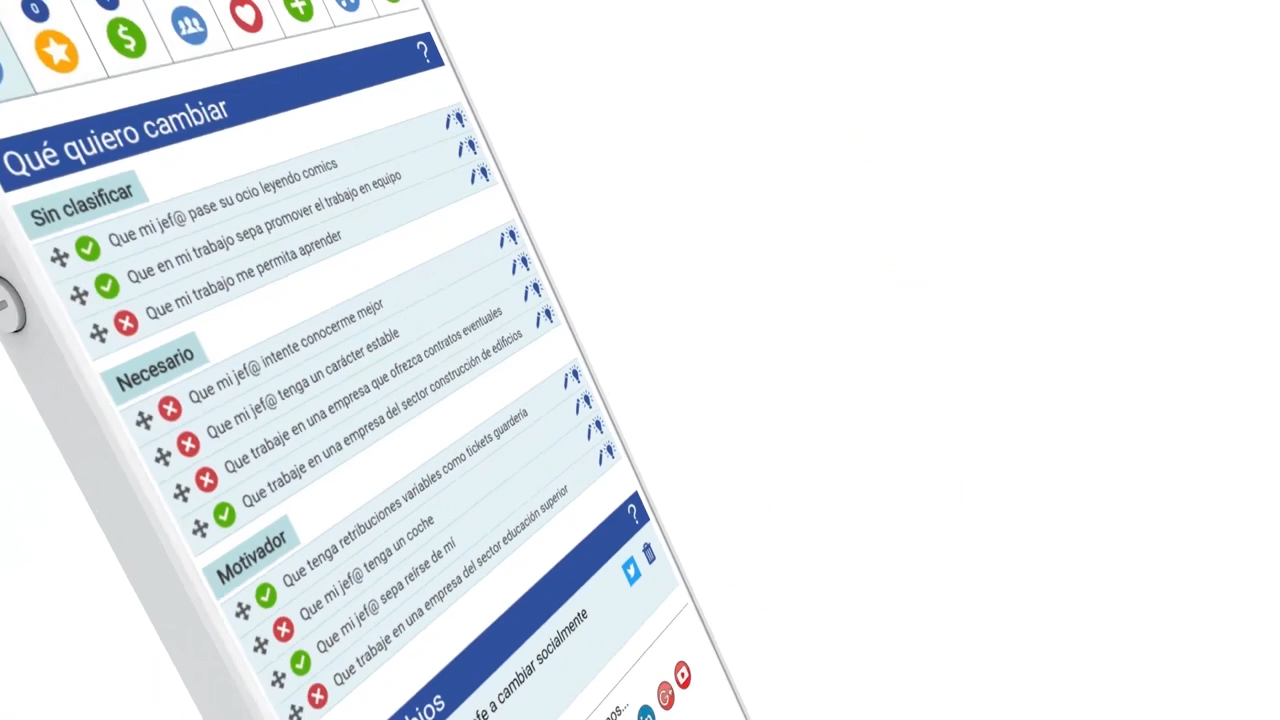 0
Qué quiero cambiar
?
Sin clasificar
Que mi jef@ pase su ocio leyendo comics
Que en mi trabajo sepa promover el trabajo en equipo
Que mi trabajo me permita aprender
Necesario
Que mi jef@ intente conocerme mejor
Que mi jef@ tenga un carácter estable
Que trabaje en una empresa que ofrezca contratos eventuales
Que trabaje en una empresa del sector construcción de edificios
Motivador
Que tenga retribuciones variables como tickets guardería
Que mi jef@ tenga un coche
Que mi jef@ sepa reírse de mí
Que trabaje en una empresa del sector educación superior
?
bios
efe a cambiar socialmente
nos...